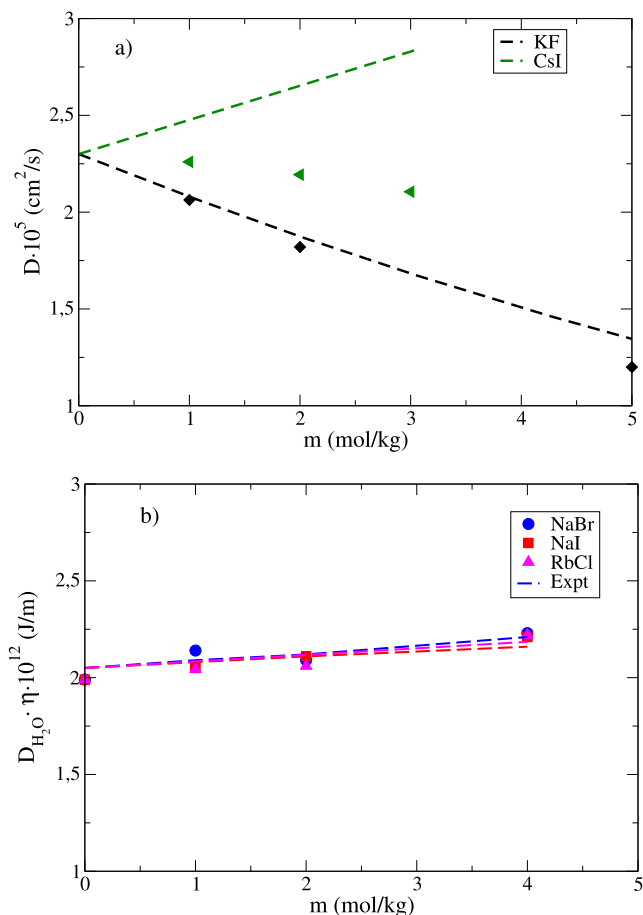 a)
KF
CsI
3
2,5
2
1,5
1
D·10⁵ (cm²/s)
0 1 2 3 4 5
m (mol/kg)
b)
NaBr
NaI
RbCl
Expt
3
2,5
2
1,5
1
D_H₂O · η·10¹² (J/m)
0 1 2 3 4 5
m (mol/kg)